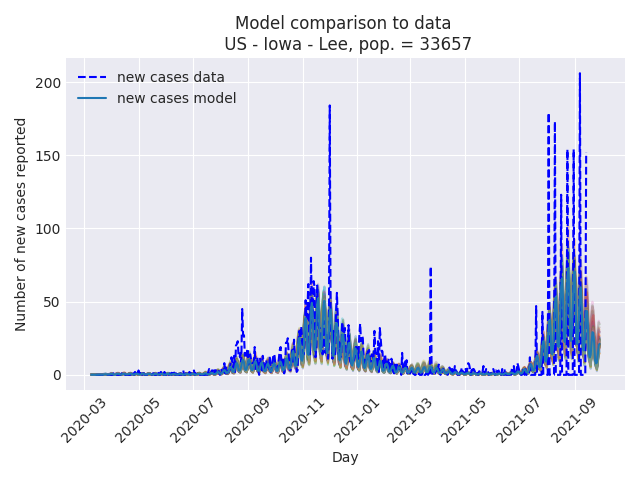 Model comparison to data
US - Iowa - Lee, pop. = 33657
new cases data
new cases model
Number of new cases reported
200
150
100
50
0
2020-03
2020-05
2020-07
2020-09
2020-11
2021-01
2021-03
2021-05
2021-07
2021-09
Day